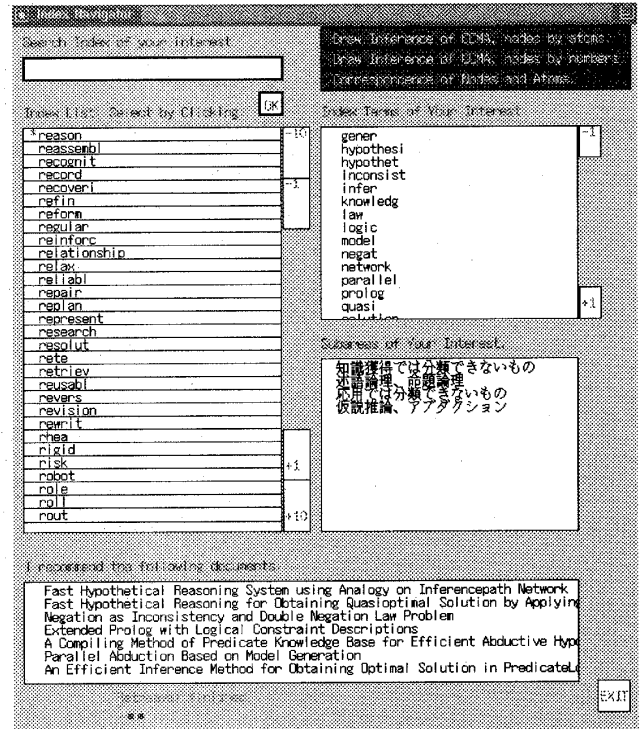 Index Navigator
Search Index of your interest
Draw Inference of CCMA, nodes by atoms.
Draw Inference of CCMA, nodes by numbers.
Correspondence of Nodes and Atoms.
Index List: Select by Clicking.
OK
*reason
reassembl
recognit
record
recoveri
refin
reform
regular
reinforc
relationship
relax
reliabl
repair
replan
represent
research
resolut
rete
retriev
reusabl
revers
revision
rewrit
rhea
rigid
risk
robot
role
roll
rout
-10
-1
+1
+10
Index Terms of Your Interest
gener
hypothesi
hypothet
inconsist
infer
knowledg
law
logic
model
negat
network
parallel
prolog
quasi
solution
-1
+1
Subareas of Your Interest.
知識獲得では分類できないもの
述語論理、命題論理
応用では分類できないもの
仮説推論、アブダクション
I recommend the following documents
Fast Hypothetical Reasoning System using Analogy on Inferencepath Network
Fast Hypothetical Reasoning for Obtaining Quasioptimal Solution by Applying
Negation as Inconsistency and Double Negation Law Problem
Extended Prolog with Logical Constraint Descriptions
A Compiling Method of Predicate Knowledge Base for Efficient Abductive Hyp
Parallel Abduction Based on Model Generation
An Efficient Inference Method for Obtaining Optimal Solution in PredicateL
EXIT